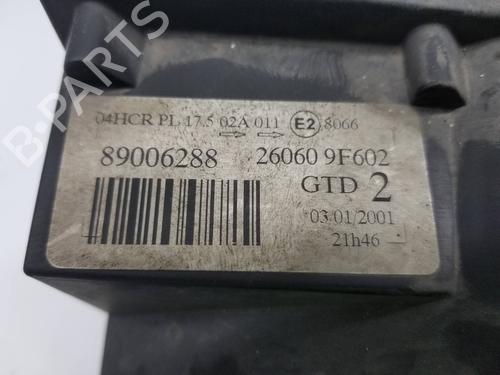 04HCR PL 17.5 02A 011 E2 8066
89006288 26060 9F602
GTD 2
03/01/2001
21h46
B-PARTS